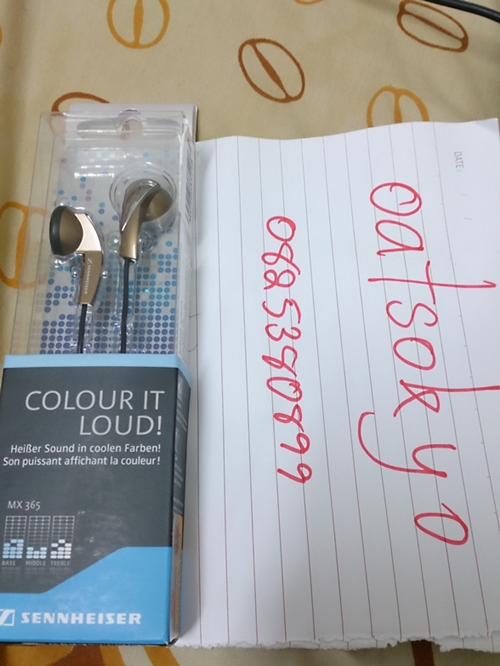 COLOUR IT
LOUD!
Heißer Sound in coolen Farben!
Son puissant affichant la couleur!
MX 365
BASS MIDDLE TREBLE
SENNHEISER
SENNHEISER
DATE:
oatsokyo